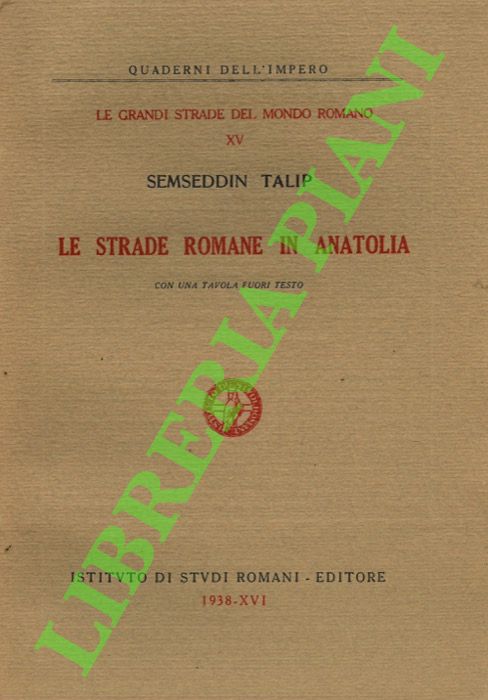 QUADERNI DELL'IMPERO
LE GRANDI STRADE DEL MONDO ROMANO
XV
SEMSEDDIN TALIP
LE STRADE ROMANE IN ANATOLIA
CON UNA TAVOLA FUORI TESTO
ISTITVTO DI STVDI ROMANI - EDITORE
1938-XVI
LIBRERIA PIANI